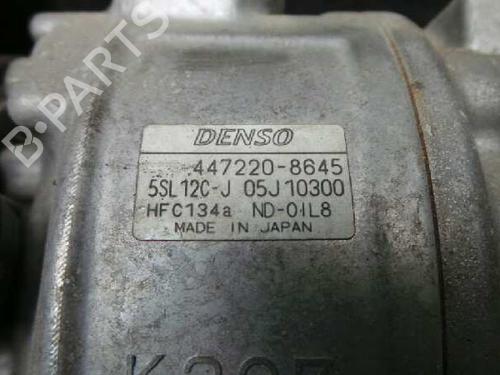 DENSO
447220-8645
5SL12C-J 05J10300
HFC134a ND-OIL8
MADE IN JAPAN
B-PARTS